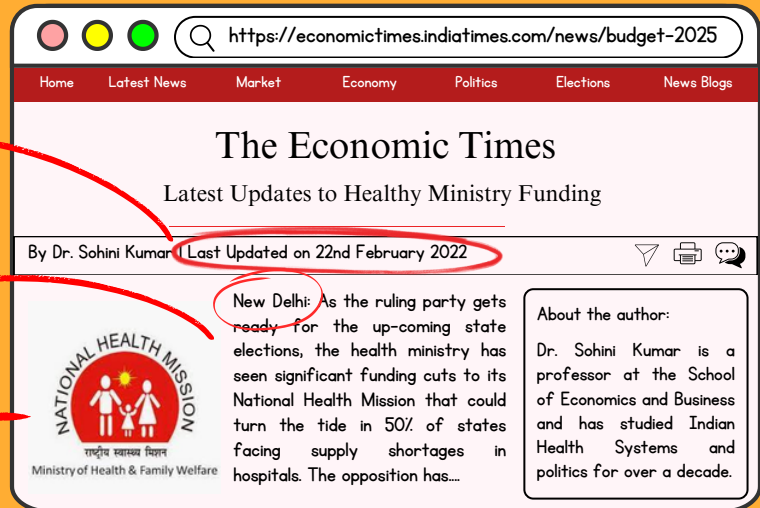 https://economictimes.indiatimes.com/news/budget-2025
Home Latest News Market Economy Politics Elections News Blogs
The Economic Times
Latest Updates to Healthy Ministry Funding
By Dr. Sohini Kumar | Last Updated on 22nd February 2022
NATIONAL HEALTH MISSION
राष्ट्रीय स्वास्थ्य मिशन
Ministry of Health & Family Welfare
New Delhi: As the ruling party gets
ready for the up-coming state
elections, the health ministry has
seen significant funding cuts to its
National Health Mission that could
turn the tide in 50% of states
facing supply shortages in
hospitals. The opposition has....
About the author:
Dr. Sohini Kumar is a
professor at the School
of Economics and Business
and has studied Indian
Health Systems and
politics for over a decade.